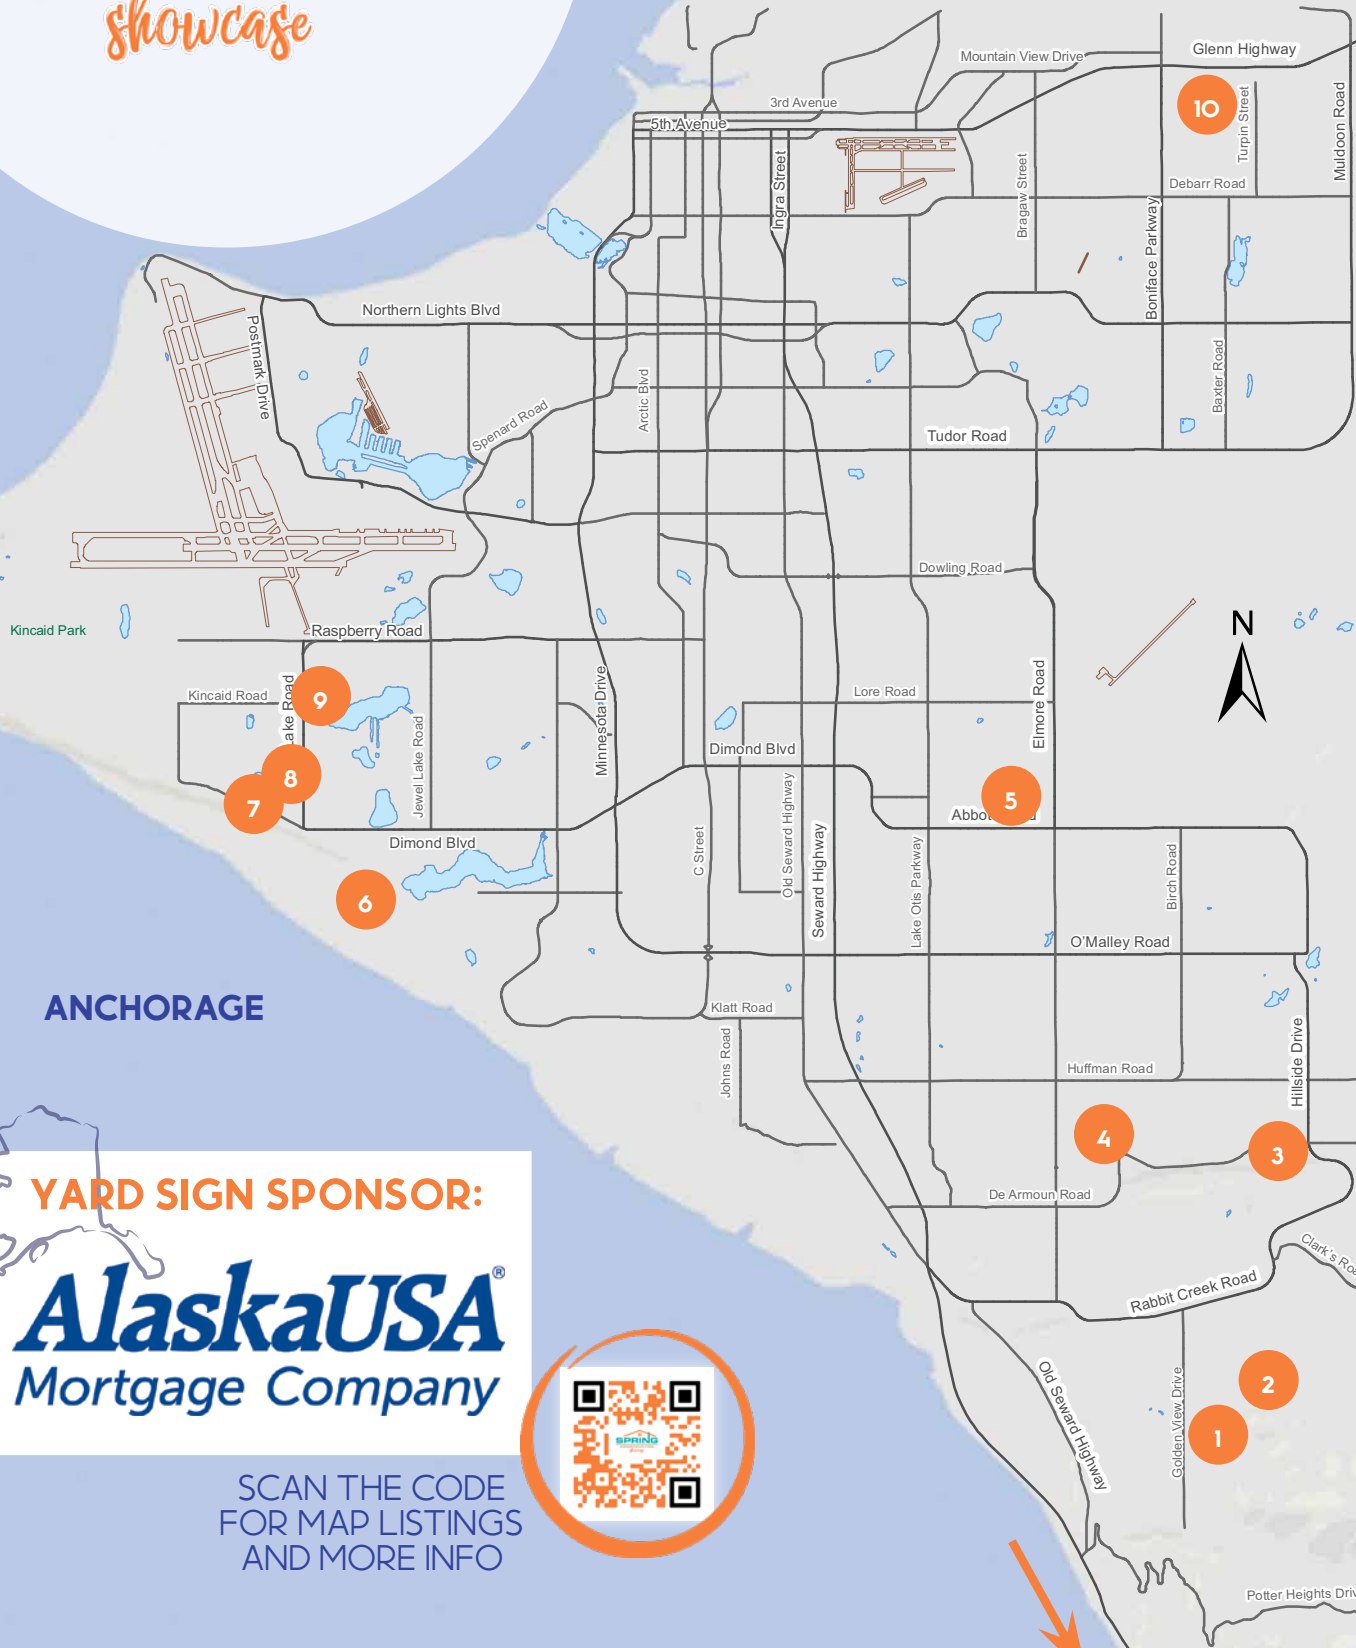 showcase
Glenn Highway
Mountain View Drive
3rd Avenue
5th Avenue
10
Turpin Street
Muldoon Road
Ingra Street
Bragaw Street
Debarr Road
Boniface Parkway
Northern Lights Blvd
Postmark Drive
Arctic Blvd
Baxter Road
Spenard Road
Tudor Road
Dowling Road
Kincaid Park
Raspberry Road
N
Kincaid Road
9
Lake Road
Lore Road
Elmore Road
Minnesota Drive
Jewel Lake Road
Dimond Blvd
8
7
5
Old Seward Highway
Seward Highway
C Street
Lake Otis Parkway
Birch Road
Dimond Blvd
6
O'Malley Road
ANCHORAGE
Klatt Road
Johns Road
Huffman Road
Hillside Drive
4
3
YARD SIGN SPONSOR:
De Armoun Road
Clark's
AlaskaUSA®
Mortgage Company
Rabbit Creek Road
Old Seward Highway
Golden View Drive
2
1
SPRING
SCAN THE CODE
FOR MAP LISTINGS
AND MORE INFO
Potter Heights